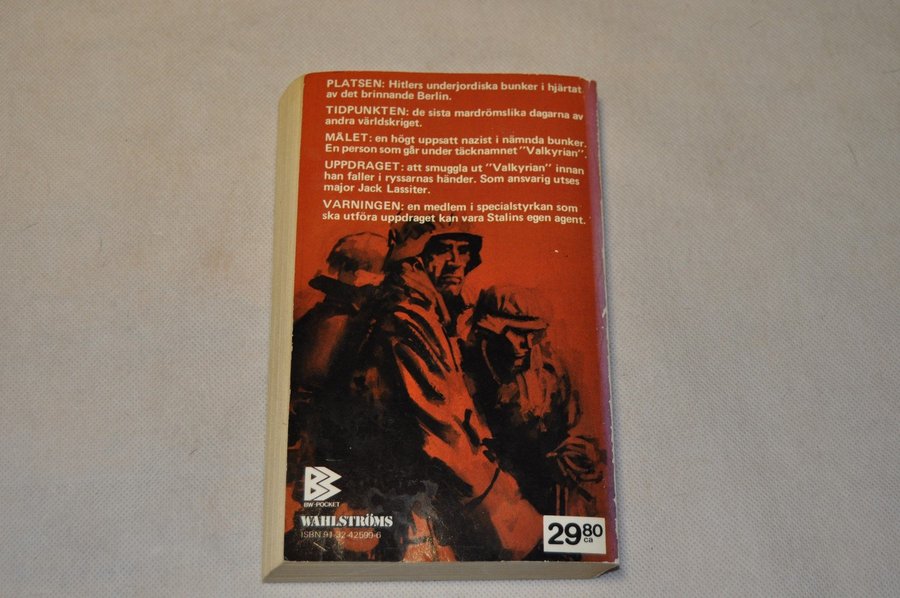 PLATSEN: Hitlers underjordiska bunker i hjärtat
av det brinnande Berlin.
TIDPUNKTEN: de sista mardrömslika dagarna av
andra världskriget.
MÅLET: en högt uppsatt nazist i nämnda bunker.
En person som går under täcknamnet "Valkyrian".
UPPDRAGET: att smuggla ut "Valkyrian" innan
han faller i ryssarnas händer. Som ansvarig utses
major Jack Lassiter.
VARNINGEN: en medlem i specialstyrkan som
ska utföra uppdraget kan vara Stalins egen agent.
BW-POCKET
WAHLSTRÖMS
ISBN 91-32-42599-6
29 80
ca